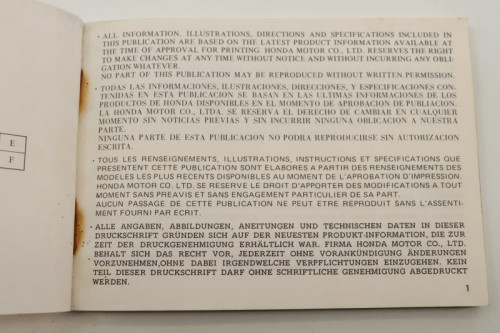 • ALL INFORMATION, ILLUSTRATIONS, DIRECTIONS AND SPECIFICATIONS INCLUDED IN
THIS PUBLICATION ARE BASED ON THE LATEST PRODUCT INFORMATION AVAILABLE AT
THE TIME OF APPROVAL FOR PRINTING. HONDA MOTOR CO., LTD. RESERVES THE RIGHT
TO MAKE CHANGES AT ANY TIME WITHOUT NOTICE AND WITHOUT INCURRING ANY OBLI-
GATION WHATEVER.
NO PART OF THIS PUBLICATION MAY BE REPRODUCED WITHOUT WRITTEN PERMISSION.
• TODAS LAS INFORMACIONES, ILUSTRACIONES, DIRECCIONES, Y ESPECIFICACIONES CON-
TENIDAS EN ESTA PUBLICACION SE BASAN EN LAS ULTIMAS INFORMACIONES DE LOS
PRODUCTOS DE HONDA DISPONIBLES EN EL MOMENTO DE APROBACION DE PUBLIACION.
LA HONDA MOTOR CO., LTDA. SE RESERVA EL DERECHO DE CAMBIAR EN CUALQUIER
MOMENTO SIN NOTICIAS PREVIAS Y SIN INCURRIR NINGUNA OBLIGACION A NUESTRA
PARTE.
NINGUNA PARTE DE ESTA PUBLICACION NO PODRA REPRODUCIRSE SIN AUTORIZACION
ESCRITA.
• TOUS LES RENSEIGNEMENTS, ILLUSTRATIONS, INSTRUCTIONS ET SPECIFICATIONS QUE
PRESENTENT CETTE PUBLICATION SONT ELABORES A PARTIR DES RENSEIGNEMENTS DES
MODELES LES PLUS RECENTS DISPONIBLES AU MOMENT DE L'APROBATION D'IMPRESSION.
HONDA MOTOR CO. LTD. SE RESERVE LE DROIT D'APPORTER DES MODIFICATIONS A TOUT
MOMENT SANS PREAVIS ET SANS ENGAGEMENT PARTICULIER DE SA PART.
AUCUN PASSAGE DE CETTE PUBLICATION NE PEUT ETRE REPRODUIT SANS L'ASSENTI-
MENT FOURNI PAR ECRIT.
• ALLE ANGABEN, ABBILDUNGEN, ANEITUNGEN UND TECHNISCHEN DATEN IN DIESER
DRUCKSCHRIFT GRÜNDEN SICH AUF DER NEUESTEN PRODUKT-INFORMATION, DIE ZUR
ZEIT DER DRUCKGENEHMIGUNG ERHÄLTLICH WAR. FIRMA HONDA MOTOR CO., LTD.
BEHALT SICH DAS RECHT VOR, JEDERZEIT OHNE VORANKÜNDIGUNG ÄNDERUNGEN
VORZUNEHMEN,OHNE DABEI IRGENDWELCHE VERPFLICHTUNGEN EINZUGEHEN. KEIN
TEIL DIESER DRUCKSCHRIFT DARF OHNE SCHRIFTLICHE GENEHMIGUNG ABGEDRUCKT
WERDEN.
1
E
F